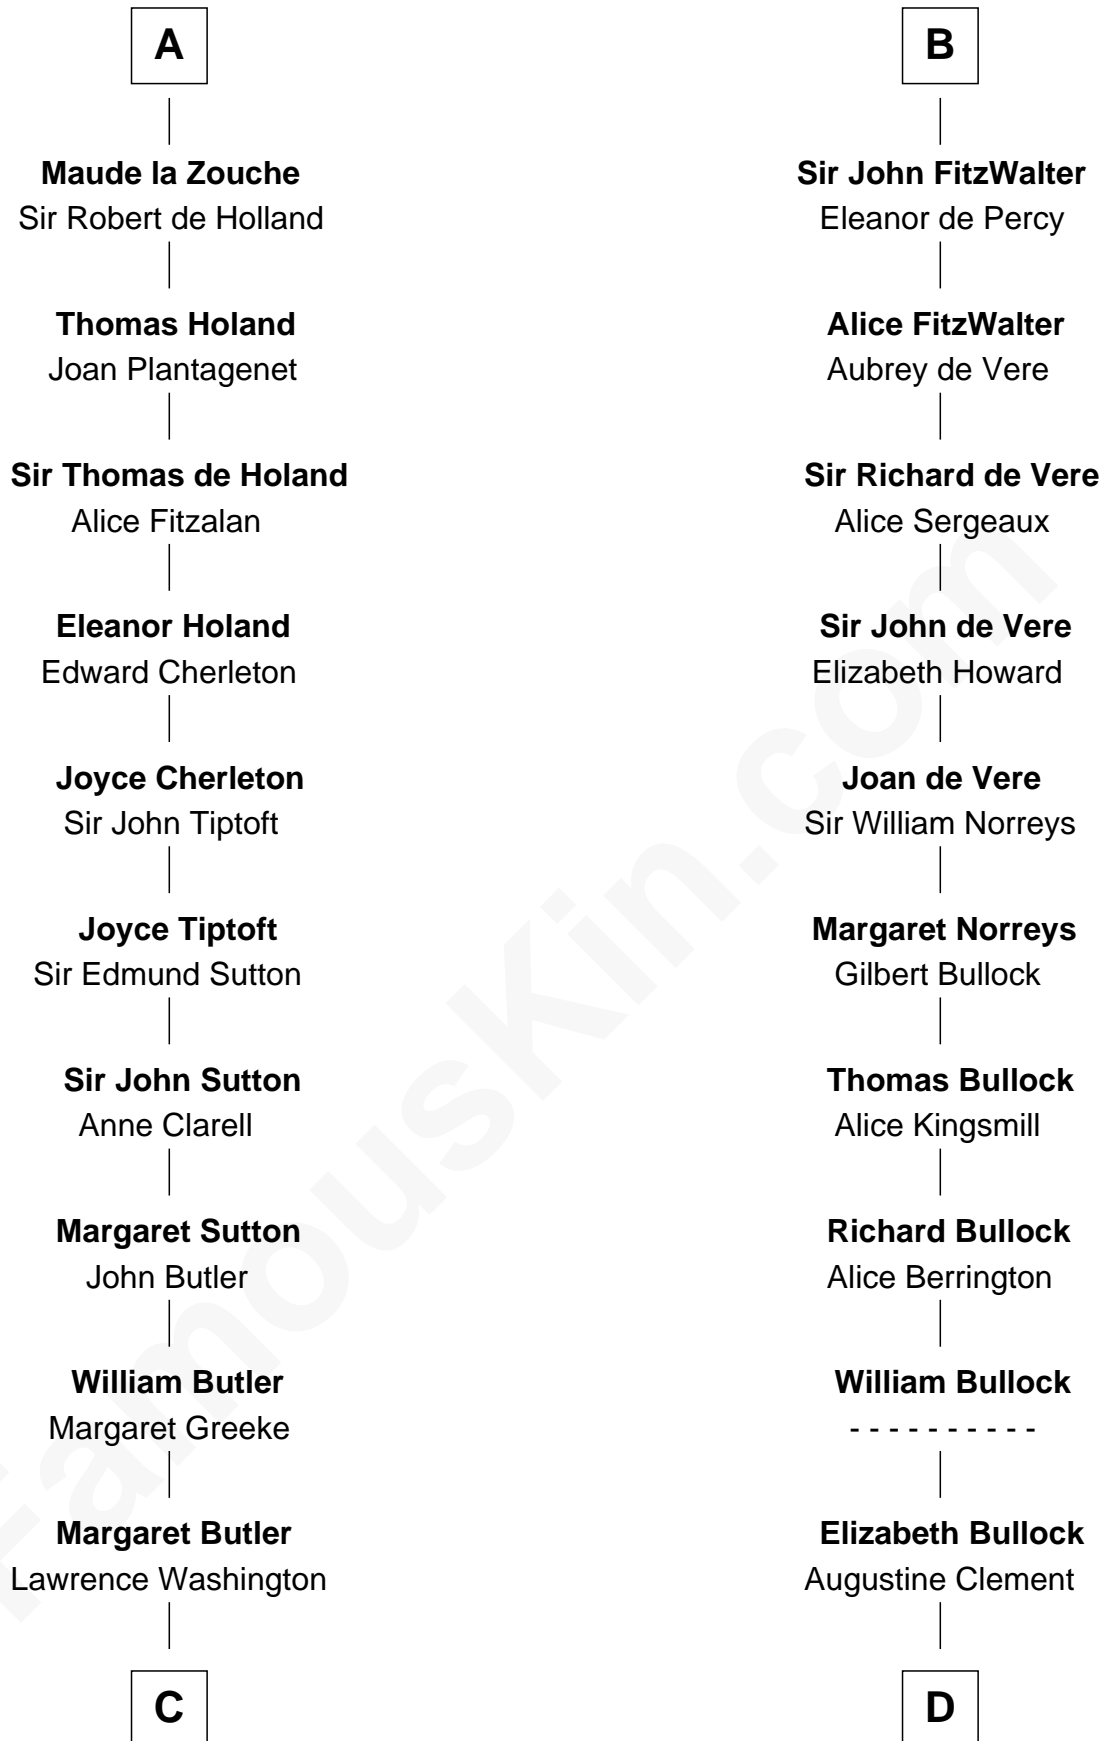 A
Maude la Zouche
Sir Robert de Holland
Thomas Holand
Joan Plantagenet
Sir Thomas de Holand
Alice Fitzalan
Eleanor Holand
Edward Cherleton
Joyce Cherleton
Sir John Tiptoft
Joyce Tiptoft
Sir Edmund Sutton
Sir John Sutton
Anne Clarell
Margaret Sutton
John Butler
William Butler
Margaret Greeke
Margaret Butler
Lawrence Washington
C
B
Sir John FitzWalter
Eleanor de Percy
Alice FitzWalter
Aubrey de Vere
Sir Richard de Vere
Alice Sergeaux
Sir John de Vere
Elizabeth Howard
Joan de Vere
Sir William Norreys
Margaret Norreys
Gilbert Bullock
Thomas Bullock
Alice Kingsmill
Richard Bullock
Alice Berrington
William Bullock
- - - - - - - - - -
Elizabeth Bullock
Augustine Clement
D
FamousKin.com